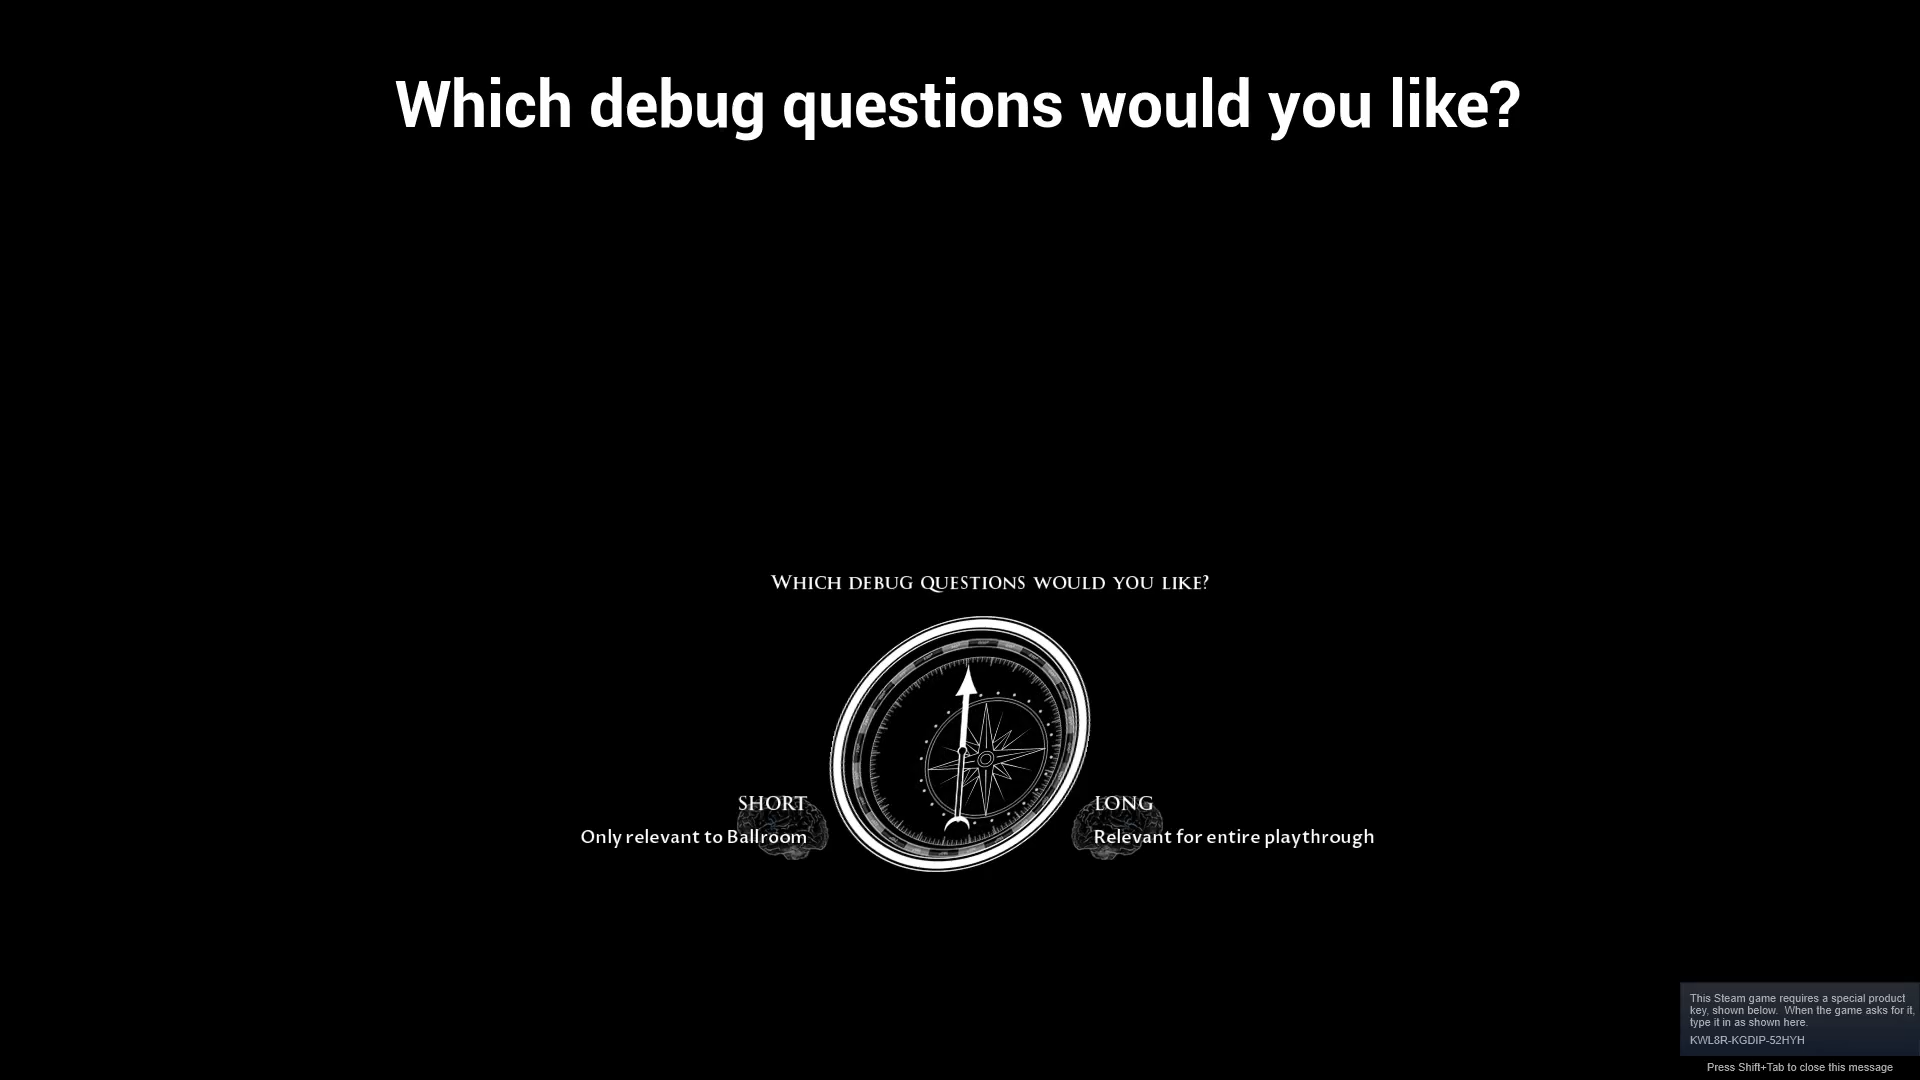 Which debug questions would you like?
WHICH DEBUG QUESTIONS WOULD YOU LIKE?
SHORT
Only relevant to Ballroom
LONG
Relevant for entire playthrough
This Steam game requires a special product
key, shown below.  When the game asks for it,
type it in as shown here.
KWL8R-KGDIP-52HYH
Press Shift+Tab to close this message